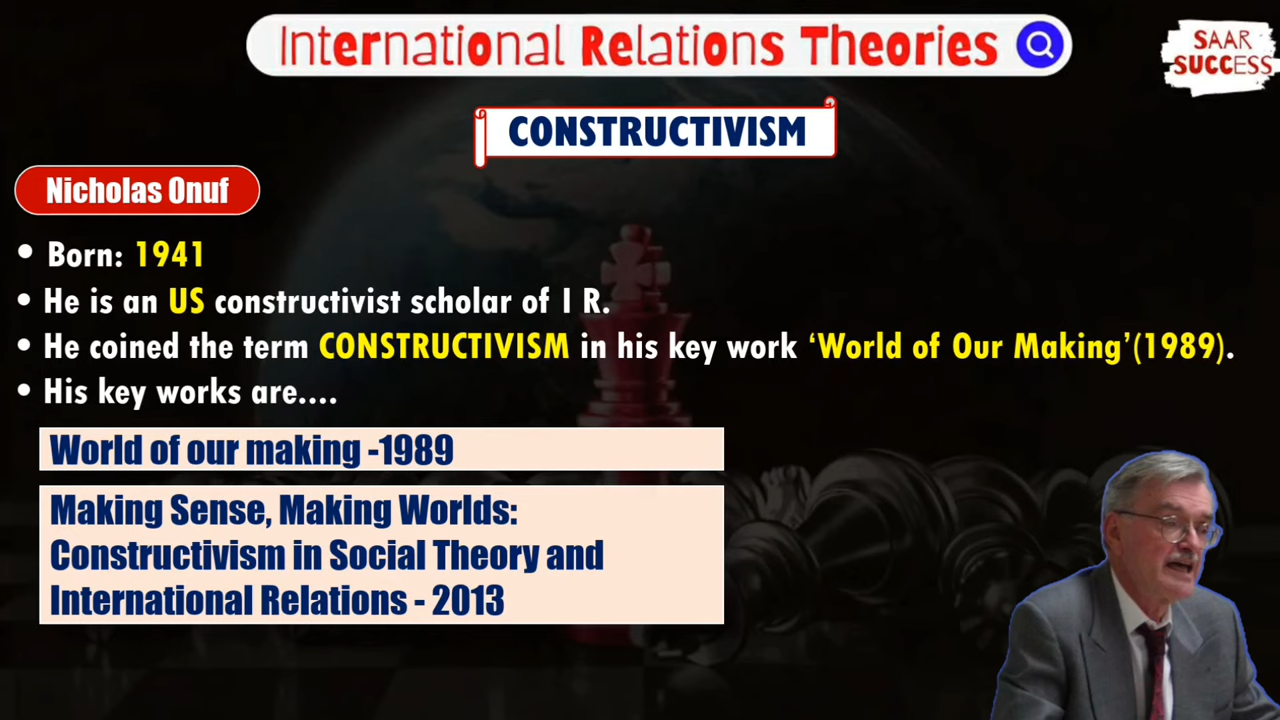 International Relations Theories
SAAR
SUCCESS
CONSTRUCTIVISM
Nicholas Onuf
• Born: 1941
• He is an US constructivist scholar of I R.
• He coined the term CONSTRUCTIVISM in his key work ‘World of Our Making’(1989).
• His key works are....
World of our making -1989
Making Sense, Making Worlds:
Constructivism in Social Theory and
International Relations - 2013